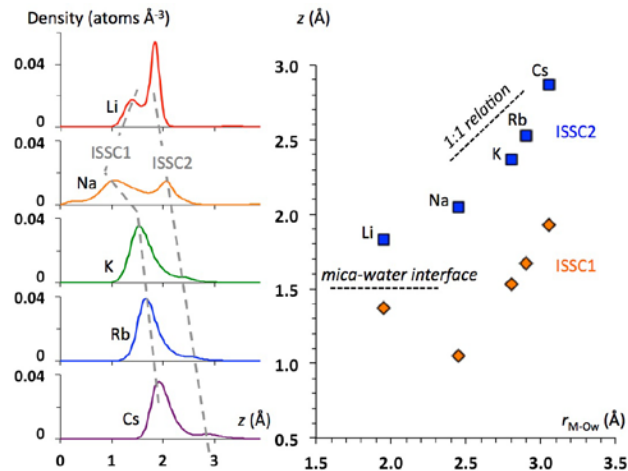 Density (atoms Å⁻³)
0.04
0
Li
ISSC1
ISSC2
0.04
0
Na
0.04
0
K
0.04
0
Rb
0.04
0
Cs
z (Å)
0 1 2 3
z (Å)
3.0
2.5
2.0
1.5
1.0
0.5
Cs
1:1 relation
Rb
ISSC2
K
Na
Li
mica-water interface
ISSC1
r M-Ow (Å)
1.5 2.0 2.5 3.0 3.5